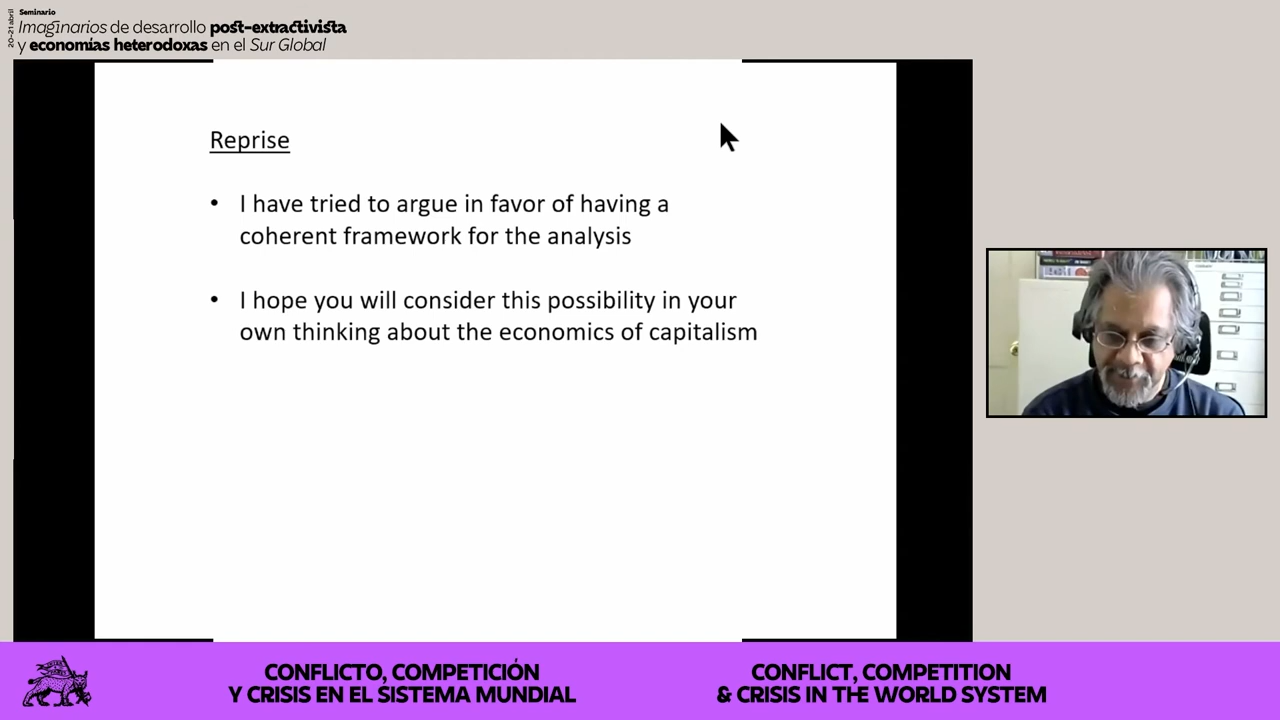 20-21 abril
Seminario
Imaginarios de desarrollo post-extractivista
y economías heterodoxas en el Sur Global
Reprise
• I have tried to argue in favor of having a
coherent framework for the analysis
• I hope you will consider this possibility in your
own thinking about the economics of capitalism
CONFLICTO, COMPETICIÓN
Y CRISIS EN EL SISTEMA MUNDIAL
CONFLICT, COMPETITION
& CRISIS IN THE WORLD SYSTEM